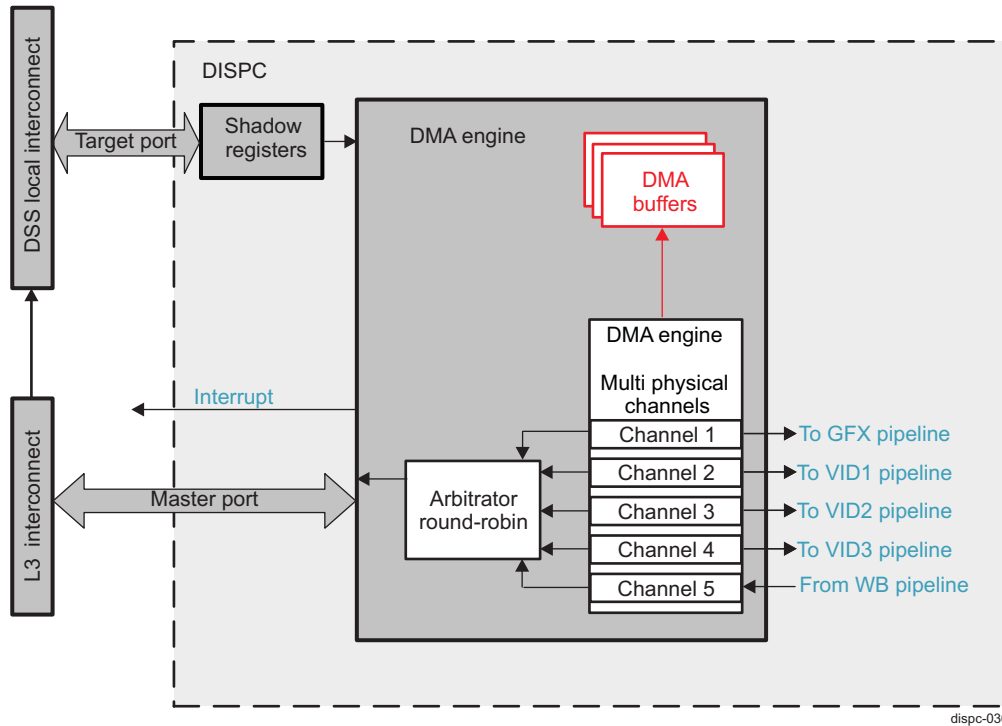 DISPC
DSS local interconnect
Target port
Shadow
registers
DMA engine
DMA
buffers
DMA engine
Multi physical
channels
Interrupt
Channel 1
To GFX pipeline
Channel 2
To VID1 pipeline
Channel 3
To VID2 pipeline
Channel 4
To VID3 pipeline
Channel 5
From WB pipeline
Arbitrator
round-robin
Master port
L3 interconnect
dispc-03